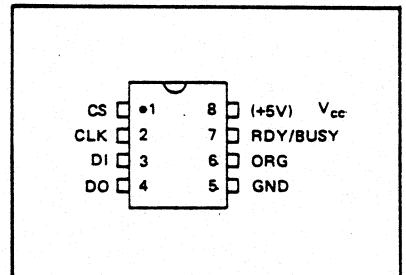 CS •1 8 (+5V) Vcc
CLK 2 7 RDY/BUSY
DI 3 6 ORG
DO 4 5 GND